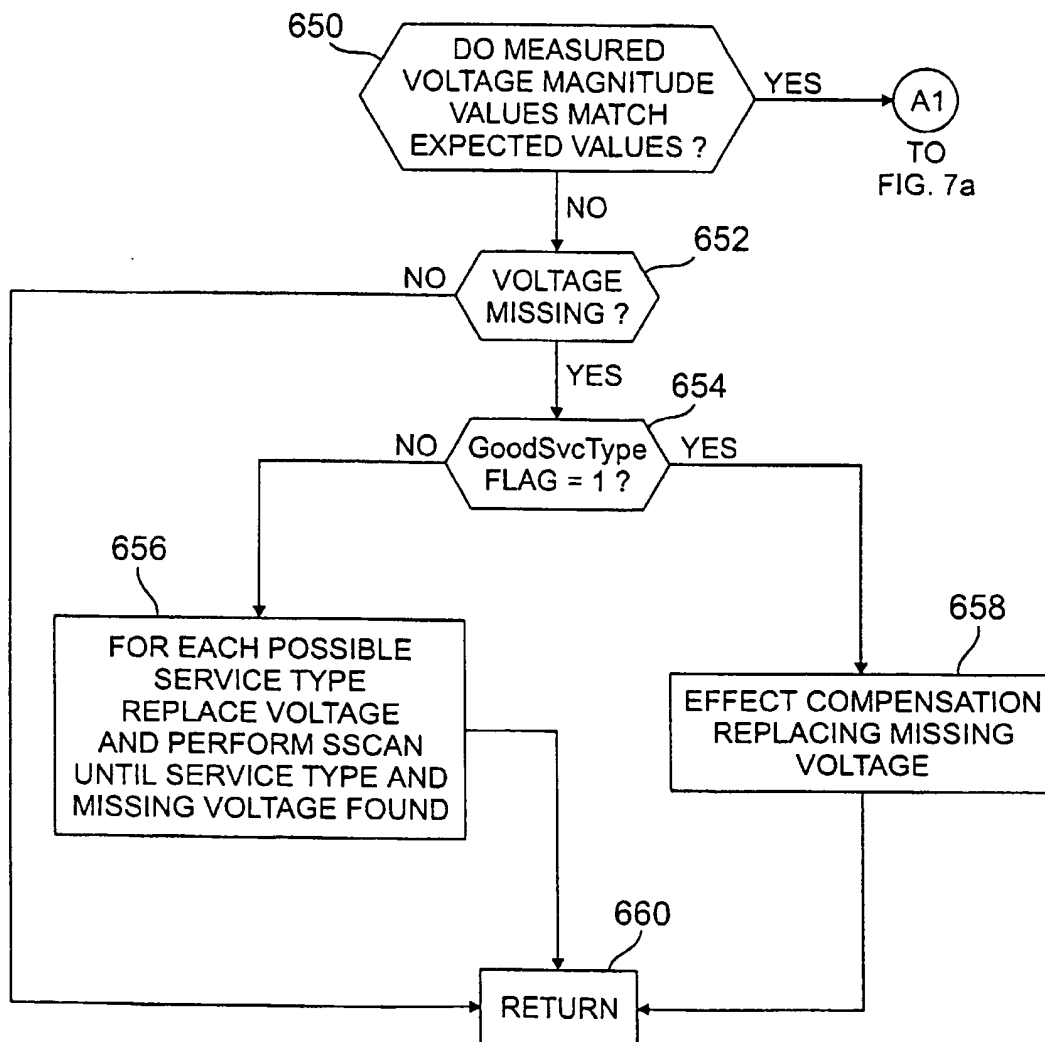 650
DO MEASURED
VOLTAGE MAGNITUDE
VALUES MATCH
EXPECTED VALUES ?
YES
A1
TO
FIG. 7a
NO
652
NO
VOLTAGE
MISSING ?
YES
654
NO
GoodSvcType
FLAG = 1 ?
YES
656
FOR EACH POSSIBLE
SERVICE TYPE
REPLACE VOLTAGE
AND PERFORM SSCAN
UNTIL SERVICE TYPE AND
MISSING VOLTAGE FOUND
658
EFFECT COMPENSATION
REPLACING MISSING
VOLTAGE
660
RETURN